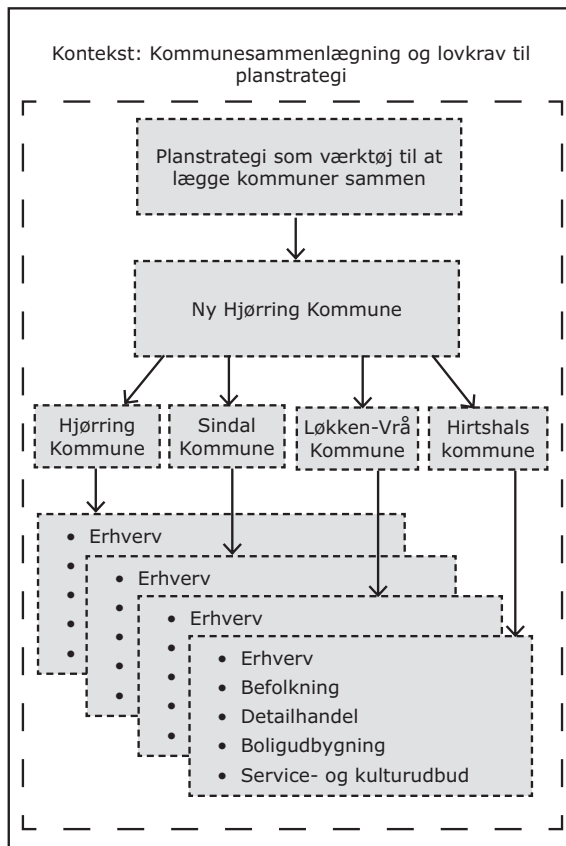 Kontekst: Kommunesammenlægning og lovkrav til
planstrategi
Planstrategi som værktøj til at
lægge kommuner sammen
Ny Hjørring Kommune
Hjørring
Kommune
Sindal
Kommune
Løkken-Vrå
Kommune
Hirtshals
kommune
• Erhverv
• Erhverv
• Erhverv
• Erhverv
• Befolkning
• Detailhandel
• Boligudbygning
• Service- og kulturudbud